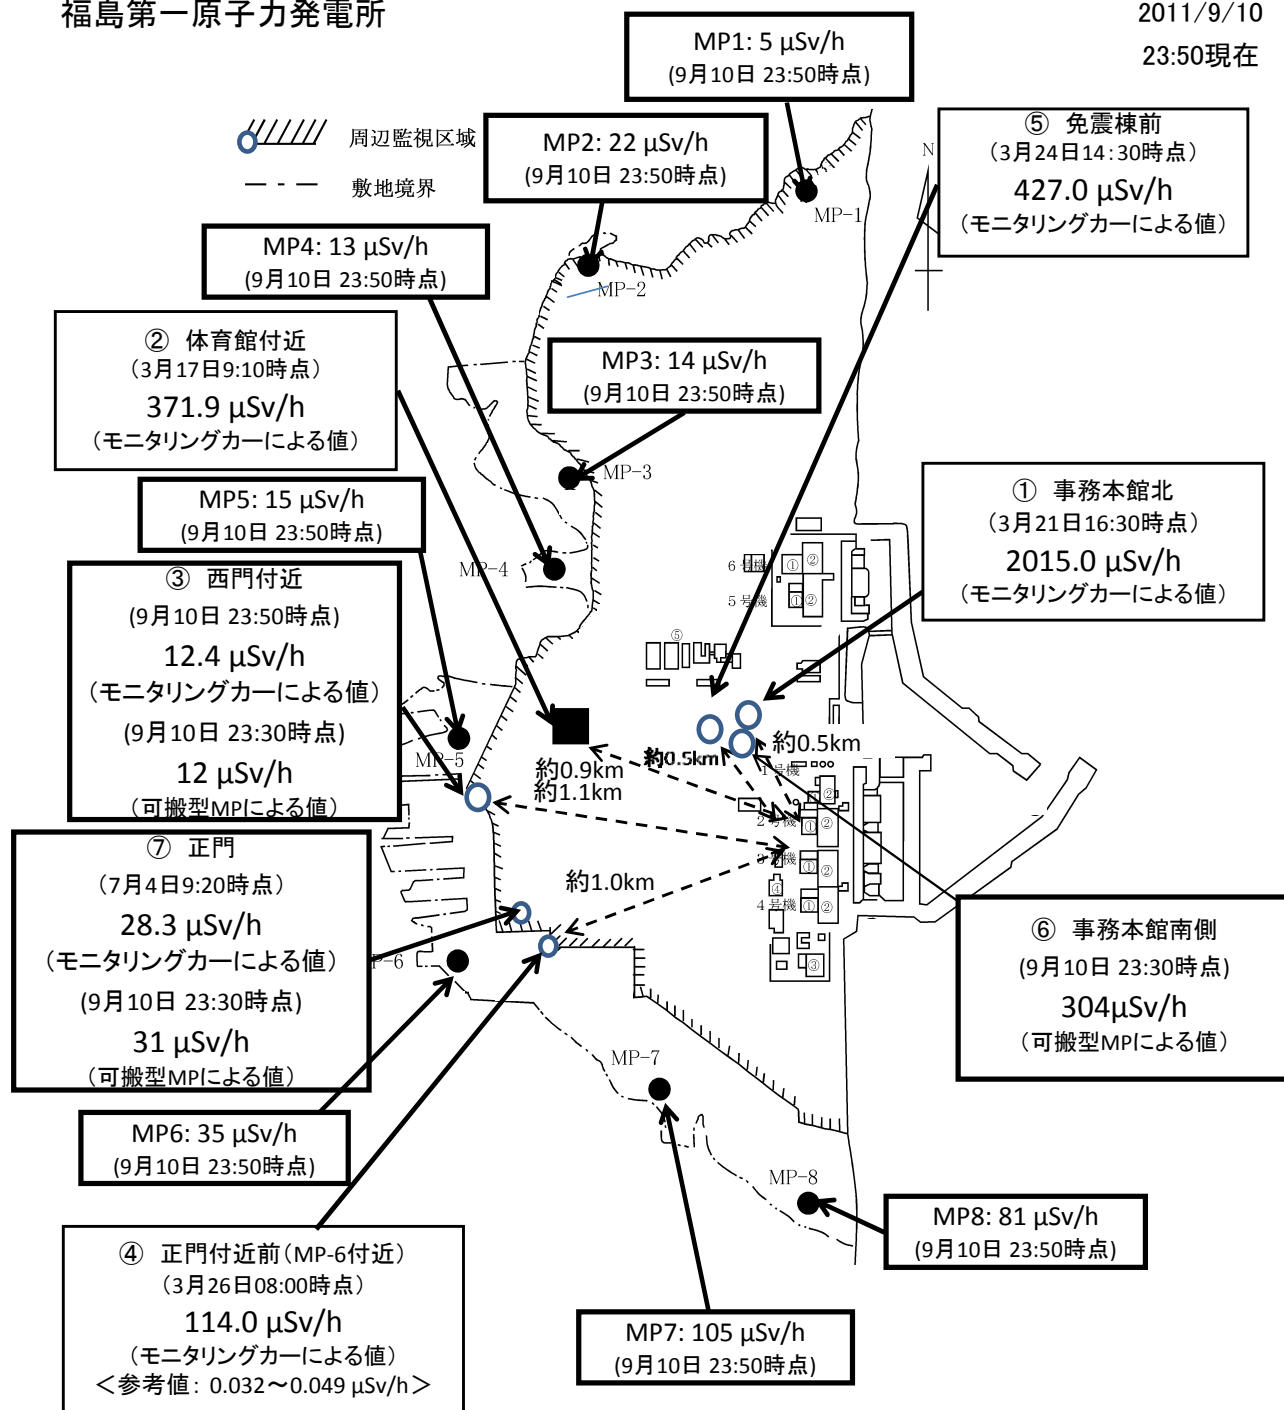 福島第一原子力発電所
2011/9/10
23:50現在
周辺監視区域
敷地境界
MP1: 5 μSv/h
(9月10日 23:50時点)
MP2: 22 μSv/h
(9月10日 23:50時点)
MP4: 13 μSv/h
(9月10日 23:50時点)
⑤ 免震棟前
(3月24日14:30時点)
427.0 μSv/h
(モニタリングカーによる値)
N
MP-1
MP-2
② 体育館付近
(3月17日9:10時点)
371.9 μSv/h
(モニタリングカーによる値)
MP3: 14 μSv/h
(9月10日 23:50時点)
MP-3
MP5: 15 μSv/h
(9月10日 23:50時点)
① 事務本館北
(3月21日16:30時点)
2015.0 μSv/h
(モニタリングカーによる値)
MP-4
6号機
① ②
5号機
① ②
③ 西門付近
(9月10日 23:50時点)
12.4 μSv/h
(モニタリングカーによる値)
(9月10日 23:30時点)
12 μSv/h
(可搬型MPによる値)
⑤
MP-5
約0.9km
約1.1km
約0.5km
約0.5km
1号機
① ②
2号機
① ②
3号機
① ②
④
4号機
① ②
③
約1.0km
⑦ 正門
(7月4日9:20時点)
28.3 μSv/h
(モニタリングカーによる値)
(9月10日 23:30時点)
31 μSv/h
(可搬型MPによる値)
P-6
⑥ 事務本館南側
(9月10日 23:30時点)
304μSv/h
(可搬型MPによる値)
MP-7
MP6: 35 μSv/h
(9月10日 23:50時点)
MP-8
MP8: 81 μSv/h
(9月10日 23:50時点)
④ 正門付近前(MP-6付近)
(3月26日08:00時点)
114.0 μSv/h
(モニタリングカーによる値)
＜参考値: 0.032～0.049 μSv/h＞
MP7: 105 μSv/h
(9月10日 23:50時点)